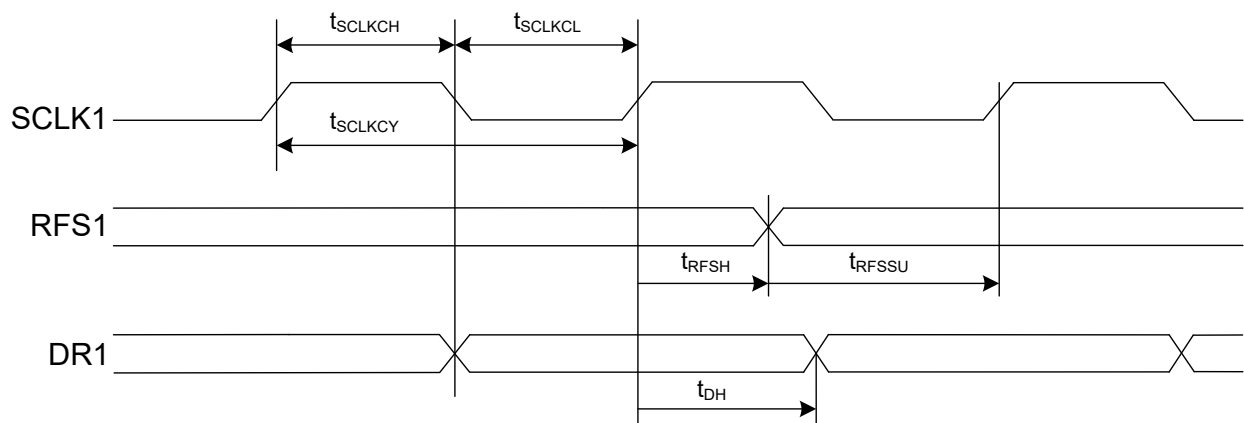 tSCLKCH
tSCLKCL
SCLK1
tSCLKCY
RFS1
tRFSH
tRFSSU
DR1
tDH